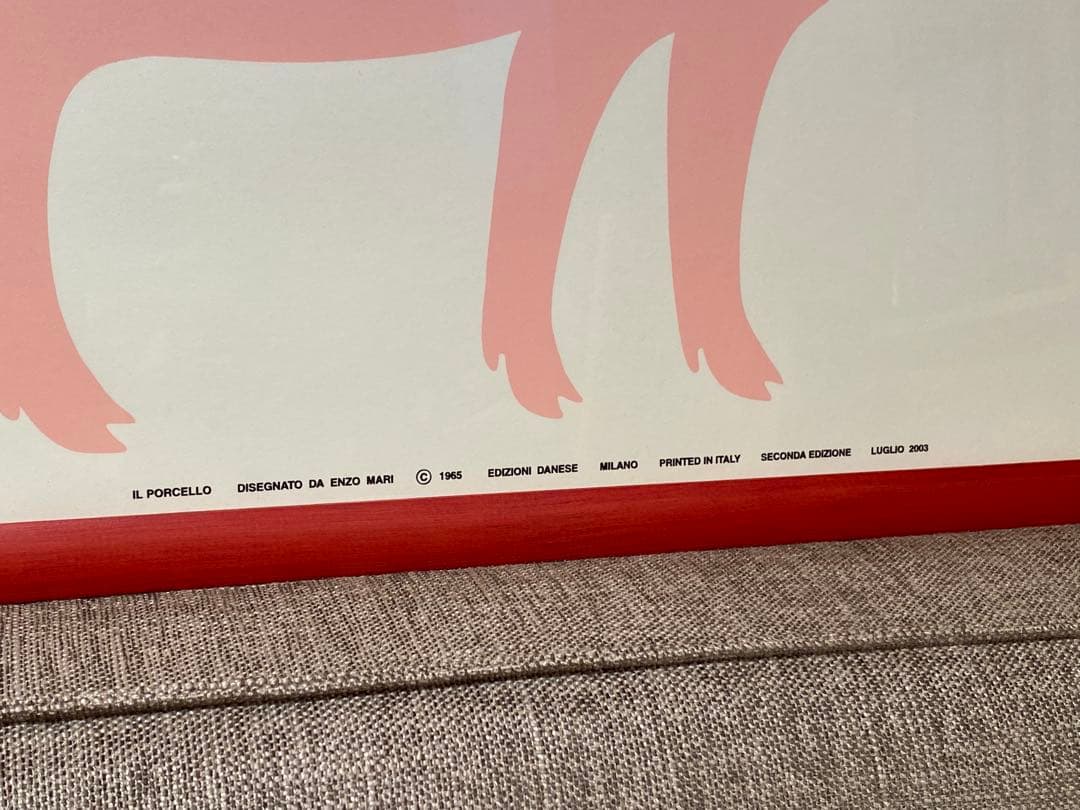 IL PORCELLO DISEGNATO DA ENZO MARI © 1965 EDIZIONI DANESE MILANO PRINTED IN ITALY SECONDA EDIZIONE LUGLIO 2003